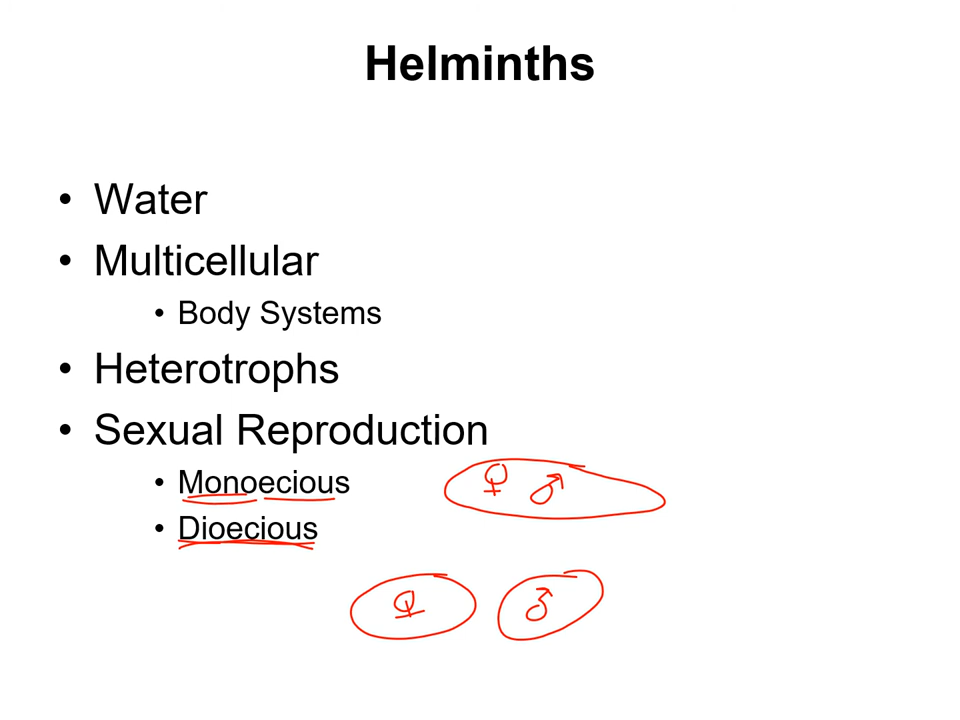 Helminths
• Water
• Multicellular
• Body Systems
• Heterotrophs
• Sexual Reproduction
• Monoecious
♀ ♂
• Dioecious
♀ ♂